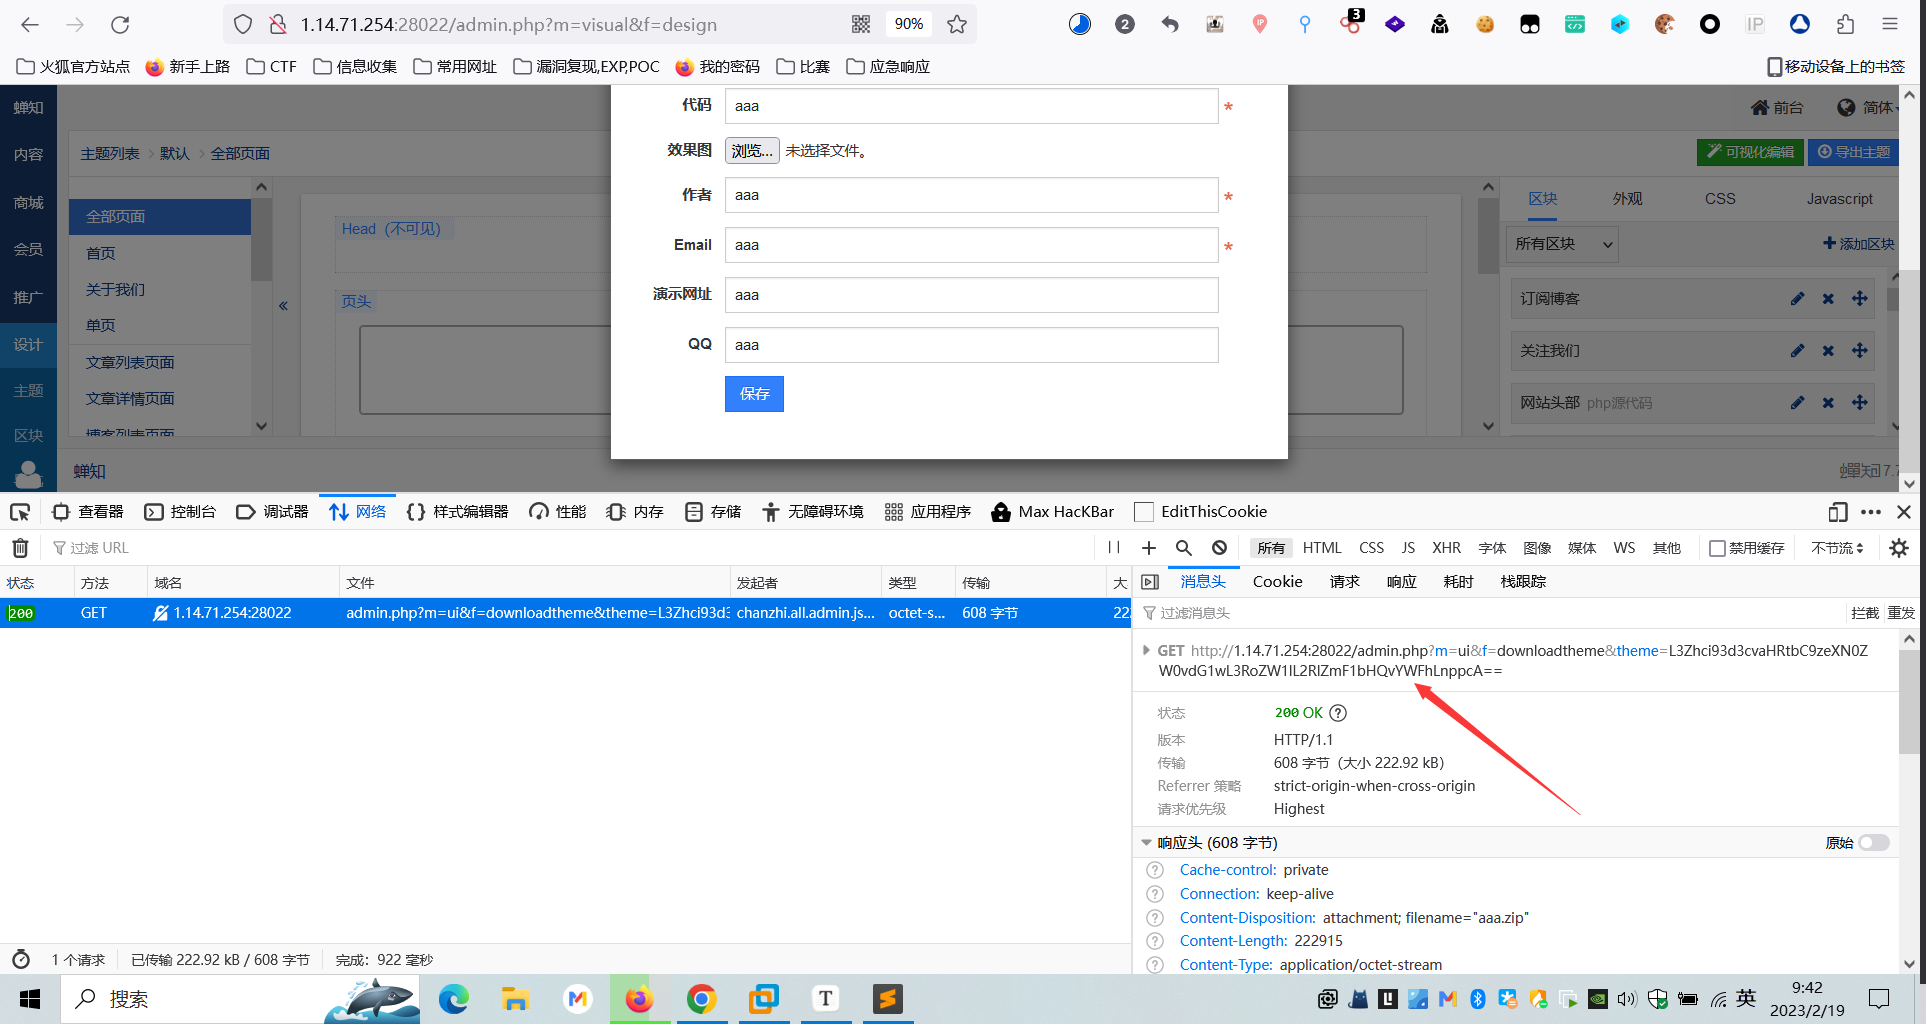 1.14.71.254:28022/admin.php?m=visual&f=design
90%
2
3
IP
火狐官方站点
新手上路
CTF
信息收集
常用网址
漏洞复现,EXP,POC
我的密码
比赛
应急响应
移动设备上的书签
蝉知
内容
商城
会员
推广
设计
主题
区块
前台
简体
主题列表
默认
全部页面
可视化编辑
导出主题
全部页面
首页
关于我们
单页
文章列表页面
文章详情页面
博客列表页面
Head（不可见）
页头
代码 aaa *
效果图 浏览... 未选择文件。
作者 aaa *
Email aaa *
演示网址 aaa
QQ aaa
保存
区块 外观 CSS Javascript
所有区块
添加区块
订阅博客
关注我们
网站头部 php源代码
蝉知
蝉知7.7
查看器 控制台 调试器 网络 样式编辑器 性能 内存 存储 无障碍环境 应用程序 Max HacKBar EditThisCookie
过滤 URL
所有 HTML CSS JS XHR 字体 图像 媒体 WS 其他 禁用缓存 不节流
状态 方法 域名 文件 发起者 类型 传输 大
200 GET 1.14.71.254:28022 admin.php?m=ui&f=downloadtheme&theme=L3Zhci93d3 chanzhi.all.admin.js... octet-s... 608 字节 222
消息头 Cookie 请求 响应 耗时 栈跟踪
过滤消息头
拦截 重发
GET http://1.14.71.254:28022/admin.php?m=ui&f=downloadtheme&theme=L3Zhci93d3cvaHRtbC9zeXN0Z
W0vdG1wL3RoZW1lL2RlZmF1bHQvYWFhLnppcA==
状态 200 OK
版本 HTTP/1.1
传输 608 字节（大小 222.92 kB）
Referrer 策略 strict-origin-when-cross-origin
请求优先级 Highest
响应头 (608 字节)
原始
Cache-control: private
Connection: keep-alive
Content-Disposition: attachment; filename="aaa.zip"
Content-Length: 222915
Content-Type: application/octet-stream
1 个请求 已传输 222.92 kB / 608 字节 完成：922 毫秒
搜索
英
9:42
2023/2/19